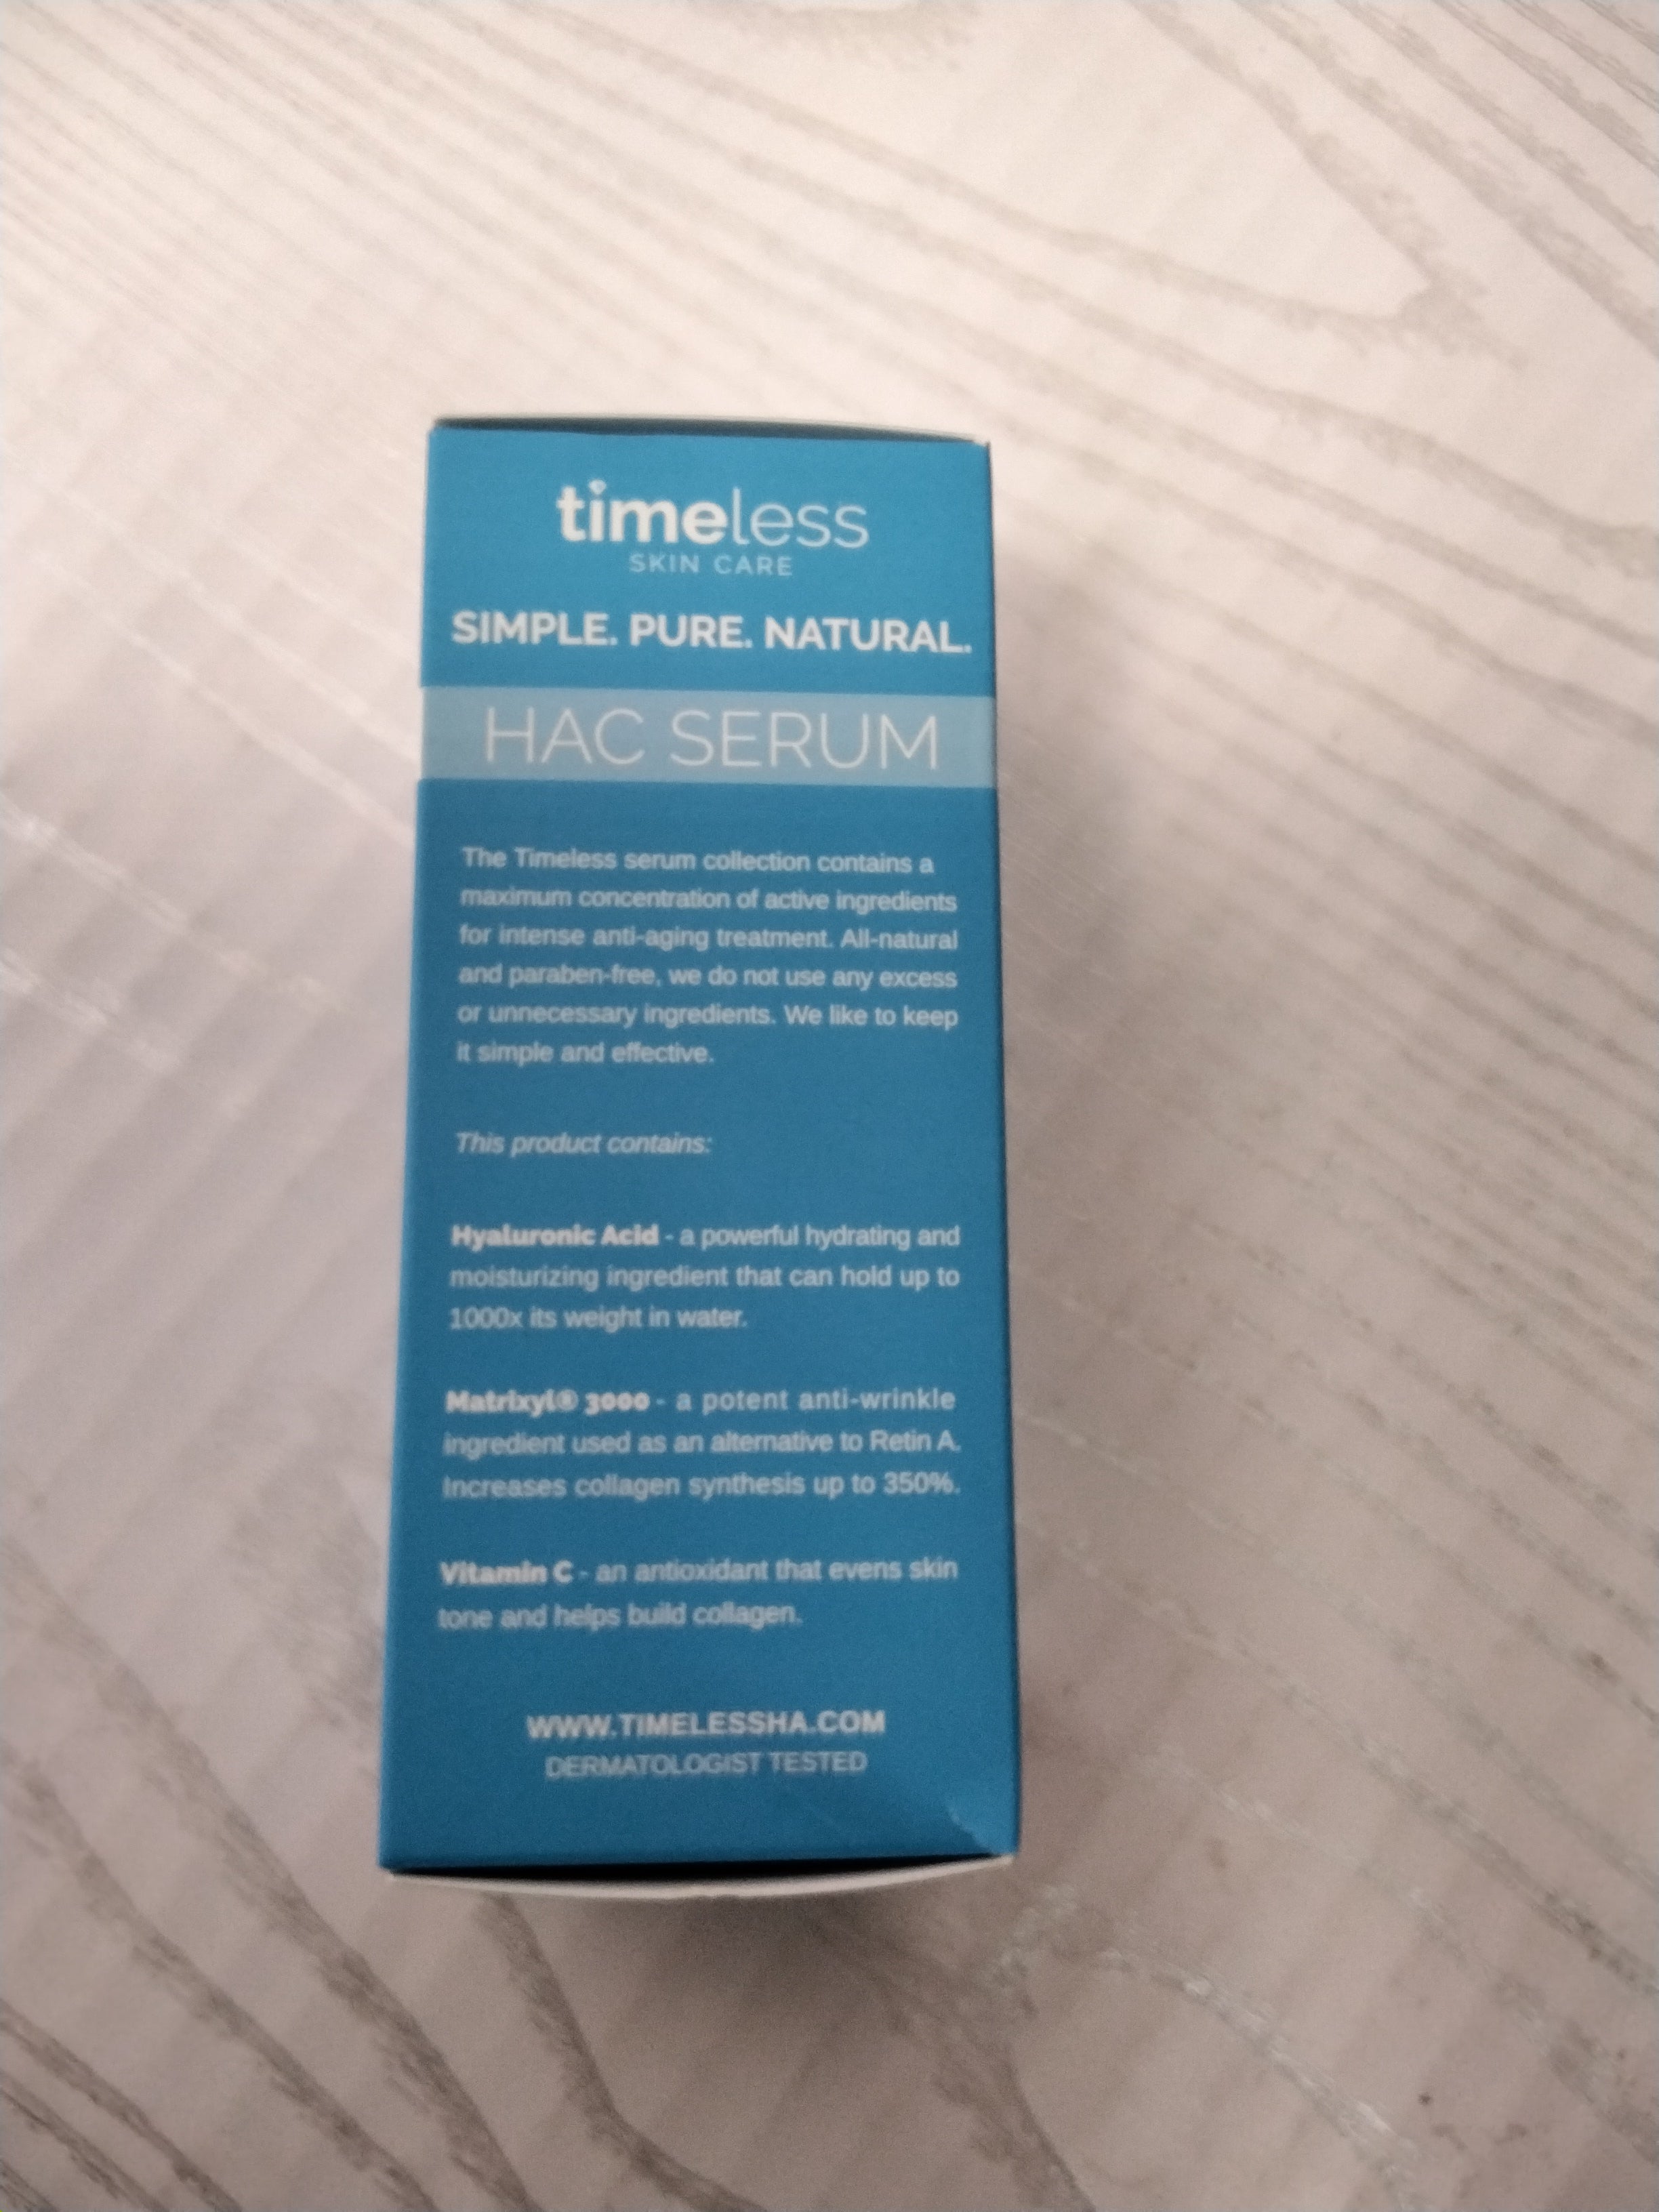 timeless
SKIN CARE
SIMPLE. PURE. NATURAL.
HAC SERUM
The Timeless serum collection contains a
maximum concentration of active ingredients
for intense anti-aging treatment. All-natural
and paraben-free, we do not use any excess
or unnecessary ingredients. We like to keep
it simple and effective.
This product contains:
Hyaluronic Acid - a powerful hydrating and
moisturizing ingredient that can hold up to
1000x its weight in water.
Matrixyl® 3000 - a potent anti-wrinkle
ingredient used as an alternative to Retin A.
Increases collagen synthesis up to 350%.
Vitamin C - an antioxidant that evens skin
tone and helps build collagen.
WWW.TIMELESSHA.COM
DERMATOLOGIST TESTED